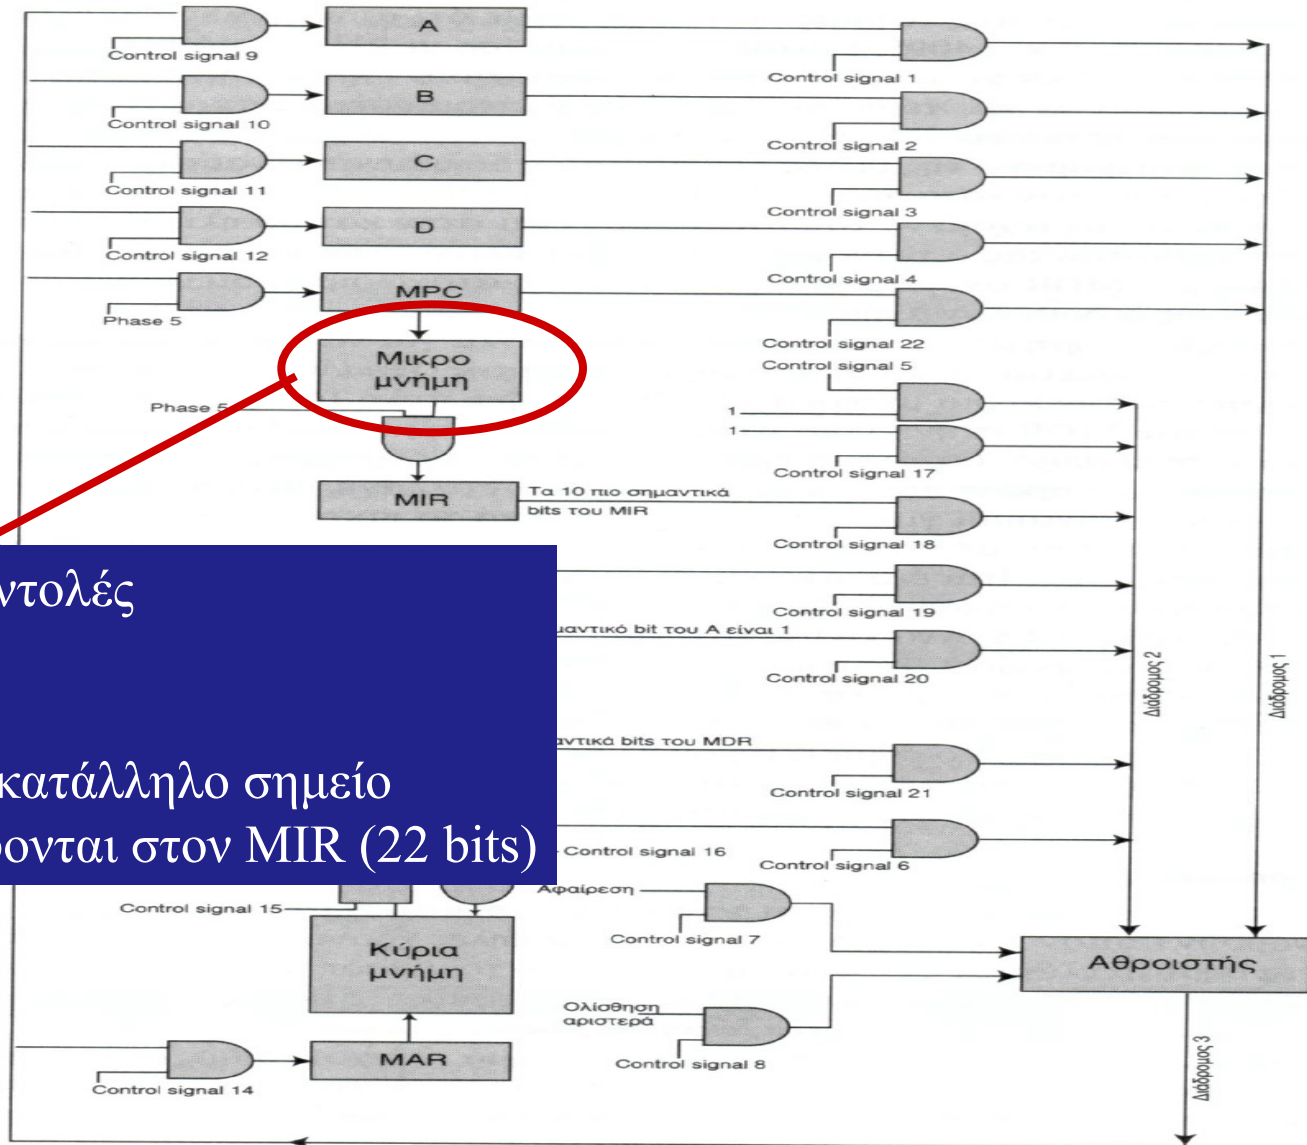 A
Control signal 9
Control signal 1
B
Control signal 10
Control signal 2
C
Control signal 11
Control signal 3
D
Control signal 12
Control signal 4
MPC
Phase 5
Control signal 22
Μικρο
μνήμη
Control signal 5
Phase 5
1
1
Control signal 17
MIR
Τα 10 πιο σημαντικά
bits του MIR
Control signal 18
Control signal 19
ντολές
μαντικό bit του Α είναι 1
Control signal 20
Διάδρομος 2
Διάδρομος 1
αντικά bits του MDR
Control signal 21
κατάλληλο σημείο
ρονται στον MIR (22 bits)
Control signal 16
Control signal 6
Αφαίρεση
Control signal 15
Control signal 7
Κύρια
μνήμη
Αθροιστής
Ολίσθηση
αριστερά
Control signal 8
MAR
Control signal 14
Διάδρομος 3